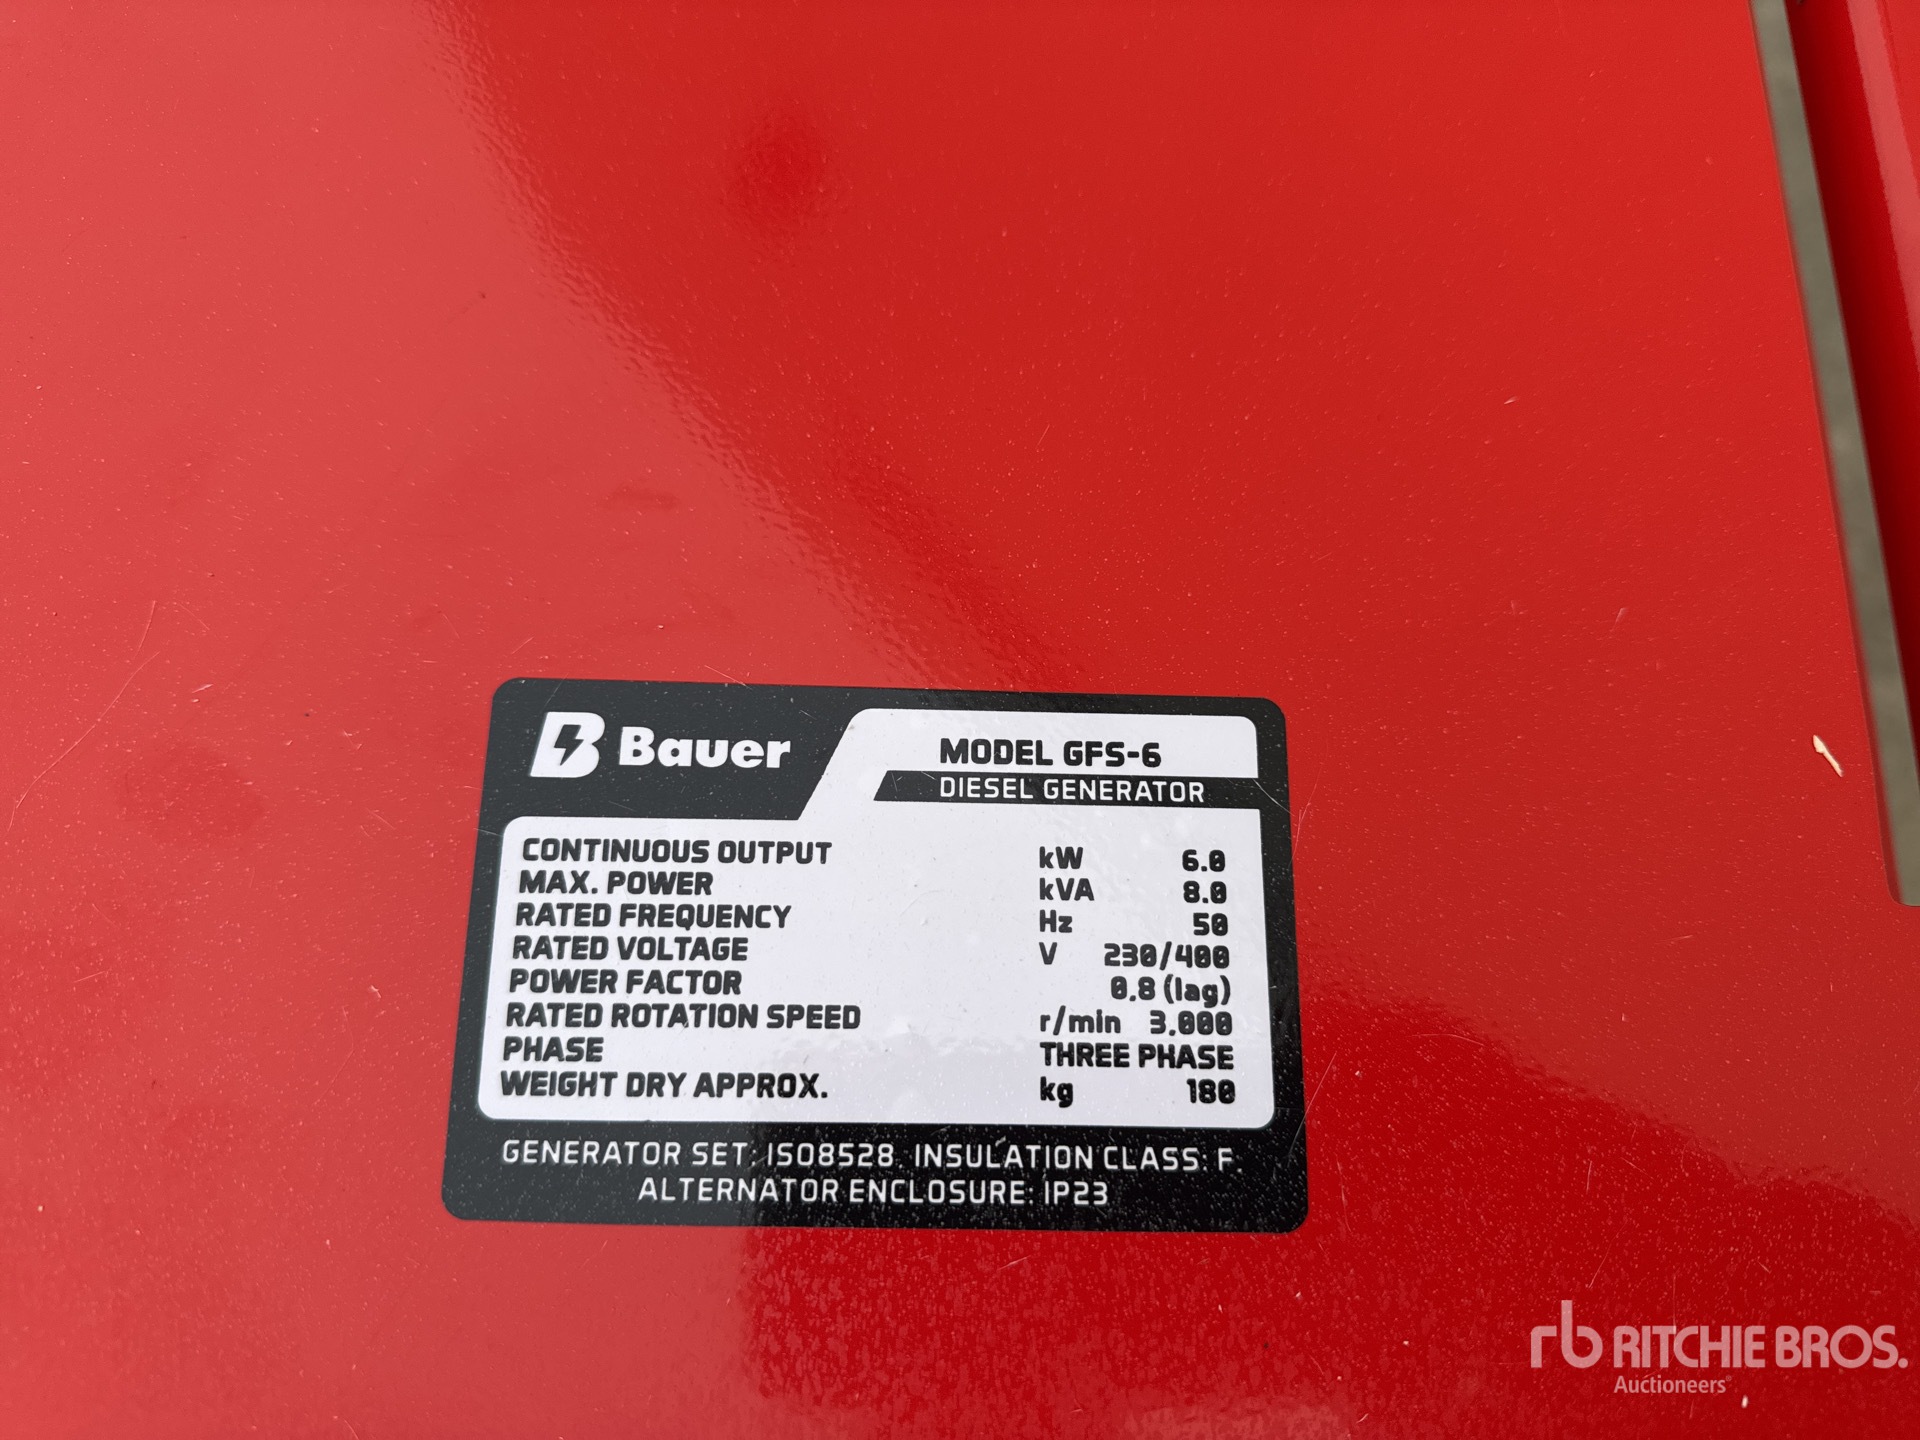 Bauer
MODEL GFS-6
DIESEL GENERATOR
CONTINUOUS OUTPUT kW 6.0
MAX. POWER kVA 8.0
RATED FREQUENCY Hz 50
RATED VOLTAGE V 230/400
POWER FACTOR 0.8 (lag)
RATED ROTATION SPEED r/min 3.000
PHASE THREE PHASE
WEIGHT DRY APPROX. kg 180
GENERATOR SET: ISO8528. INSULATION CLASS: F.
ALTERNATOR ENCLOSURE: IP23
rb RITCHIE BROS.
Auctioneers